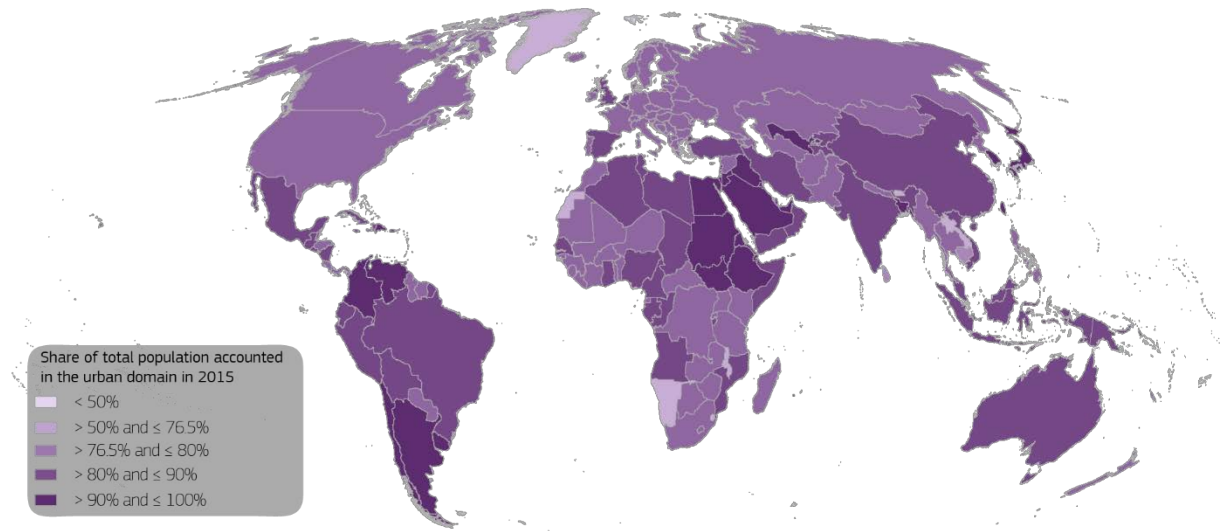 Share of total population accounted
in the urban domain in 2015
< 50%
> 50% and ≤ 76.5%
> 76.5% and ≤ 80%
> 80% and ≤ 90%
> 90% and ≤ 100%